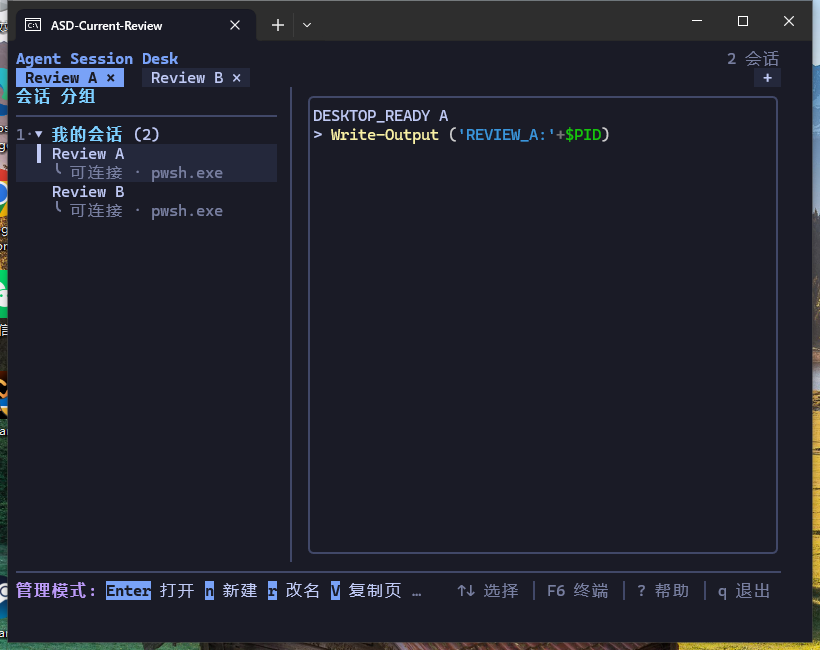 ASD-Current-Review
Agent Session Desk 2 会话
Review A × Review B × +
会话 分组
1·▾ 我的会话 (2)
Review A
╰ 可连接 · pwsh.exe
Review B
╰ 可连接 · pwsh.exe
DESKTOP_READY A
> Write-Output ('REVIEW_A:'+$PID)
管理模式: Enter 打开 n 新建 r 改名 V 复制页 … ↑↓ 选择 │ F6 终端 │ ? 帮助 │ q 退出